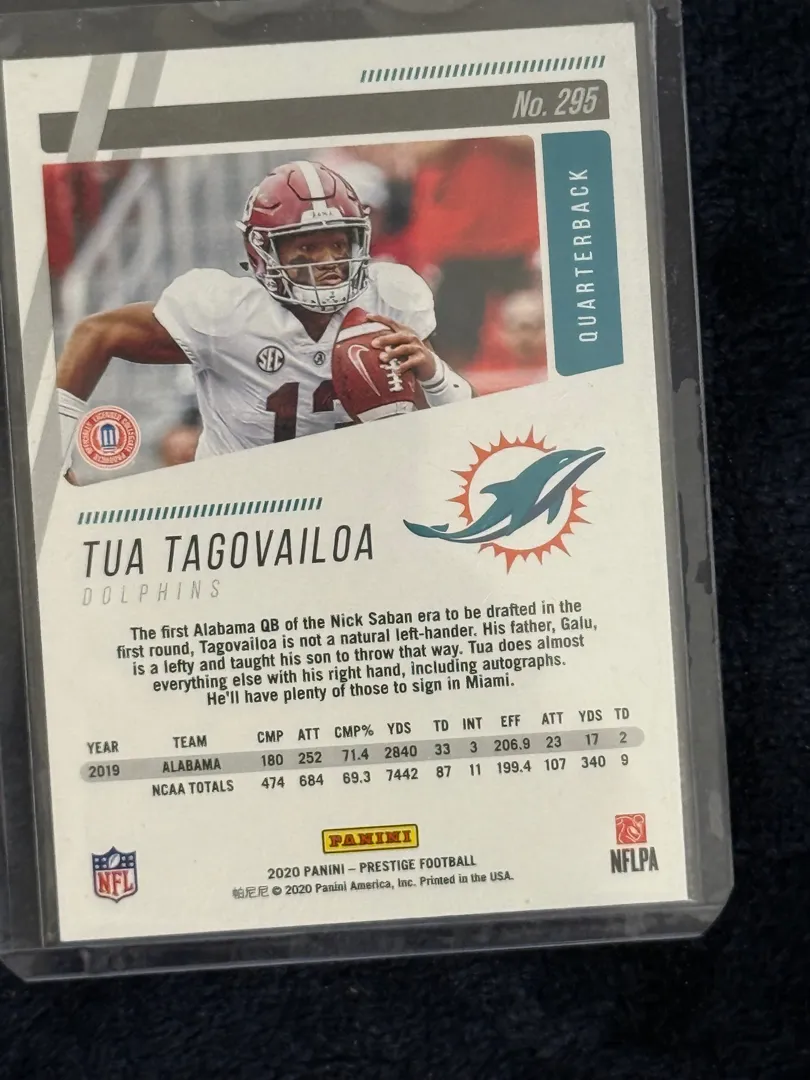 No. 295
QUARTERBACK
SEC
OFFICIALLY LICENSED COLLEGIATE PRODUCTS
TUA TAGOVAILOA
DOLPHINS
The first Alabama QB of the Nick Saban era to be drafted in the
first round, Tagovailoa is not a natural left-hander. His father, Galu,
is a lefty and taught his son to throw that way. Tua does almost
everything else with his right hand, including autographs.
He'll have plenty of those to sign in Miami.
YEAR TEAM CMP ATT CMP% YDS TD INT EFF ATT YDS TD
2019 ALABAMA 180 252 71.4 2840 33 3 206.9 23 17 2
NCAA TOTALS 474 684 69.3 7442 87 11 199.4 107 340 9
PANINI
NFL
NFLPA
2020 PANINI – PRESTIGE FOOTBALL
帕尼尼 © 2020 Panini America, Inc. Printed in the USA.